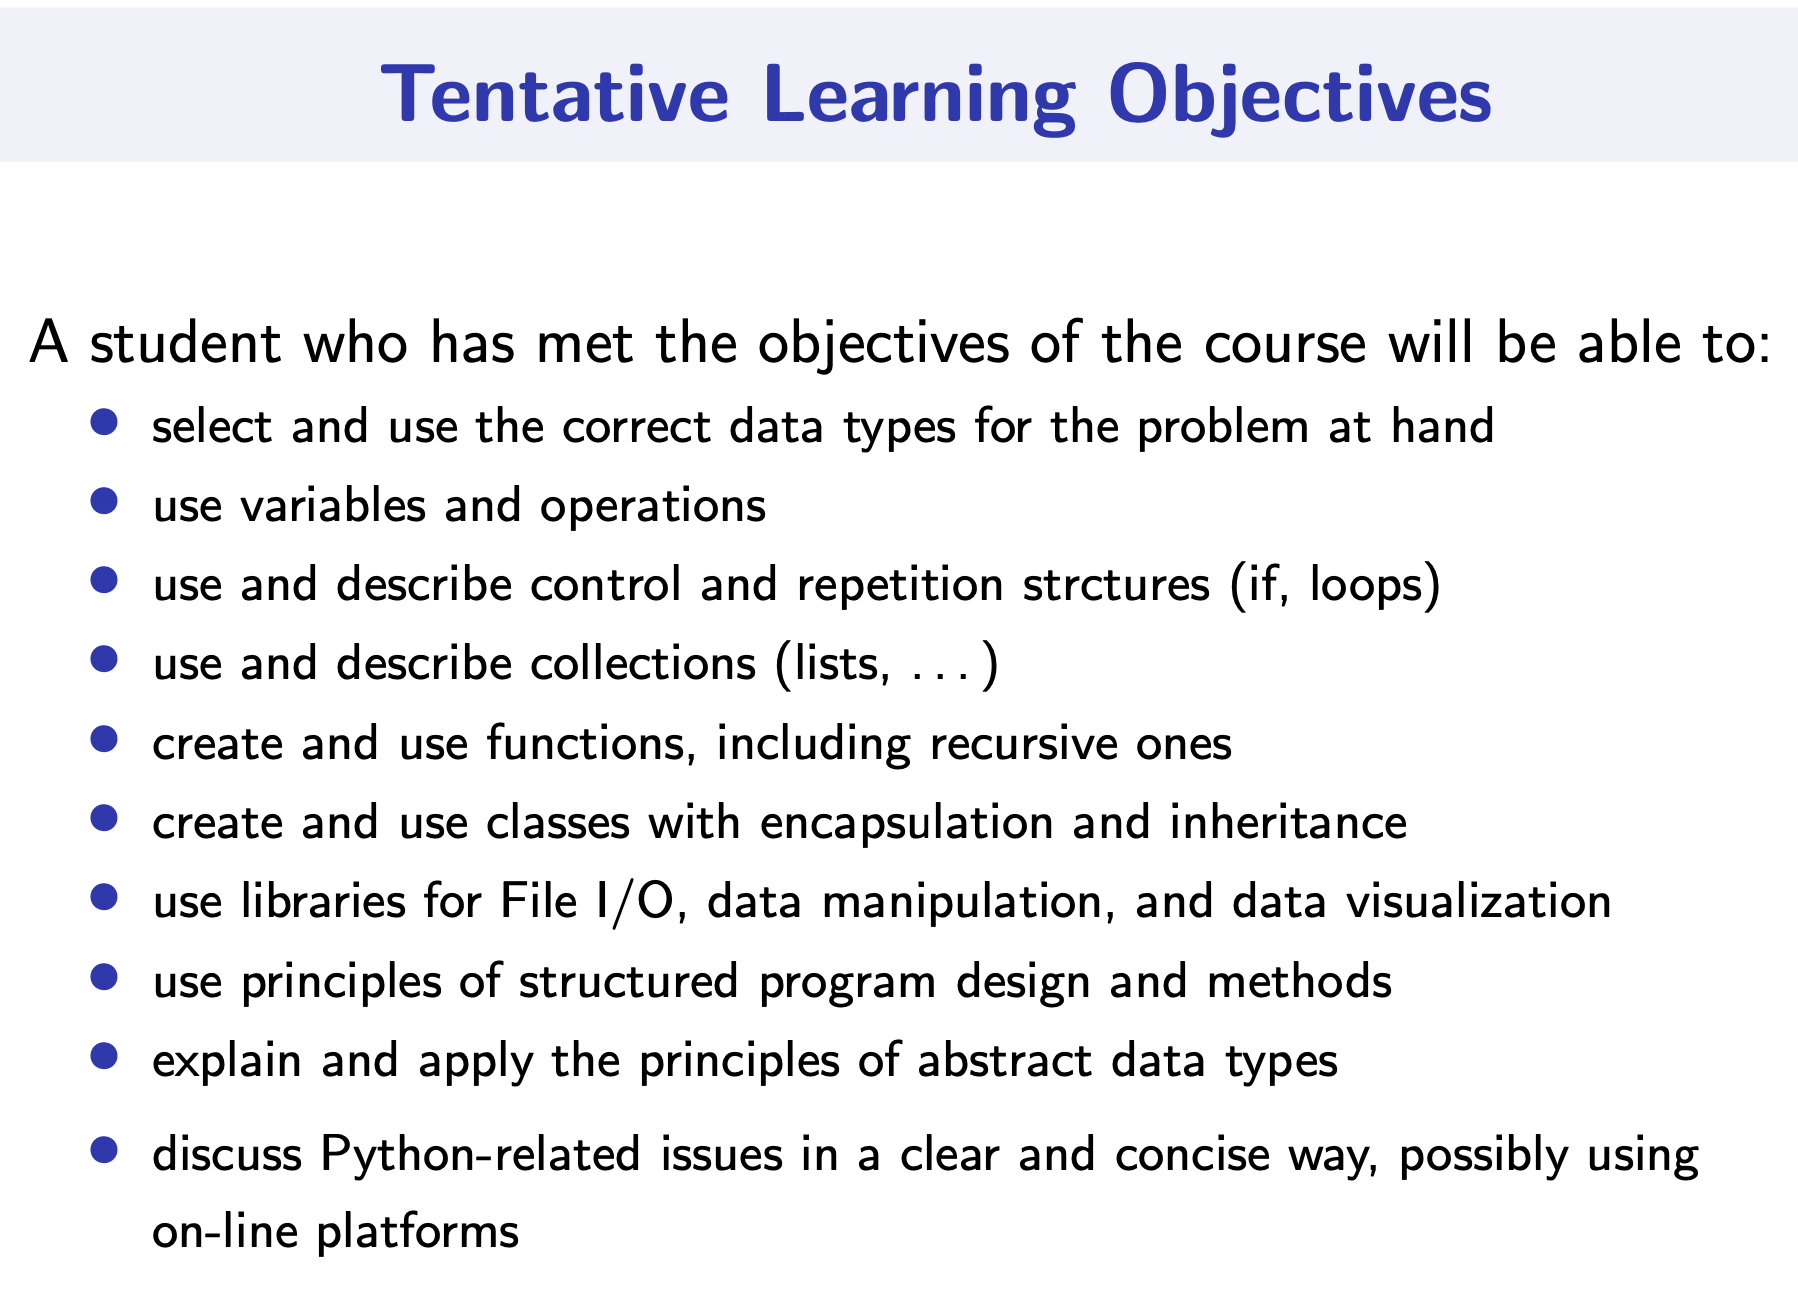 Tentative Learning Objectives
A student who has met the objectives of the course will be able to:
● select and use the correct data types for the problem at hand
● use variables and operations
● use and describe control and repetition strctures (if, loops)
● use and describe collections (lists, ...)
● create and use functions, including recursive ones
● create and use classes with encapsulation and inheritance
● use libraries for File I/O, data manipulation, and data visualization
● use principles of structured program design and methods
● explain and apply the principles of abstract data types
● discuss Python-related issues in a clear and concise way, possibly using
on-line platforms